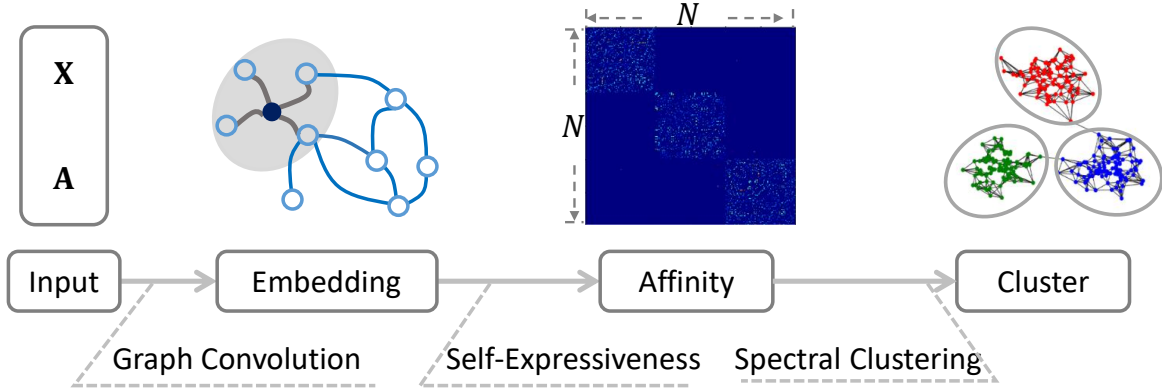 X
A
N
N
Input
Embedding
Affinity
Cluster
Graph Convolution
Self-Expressiveness
Spectral Clustering